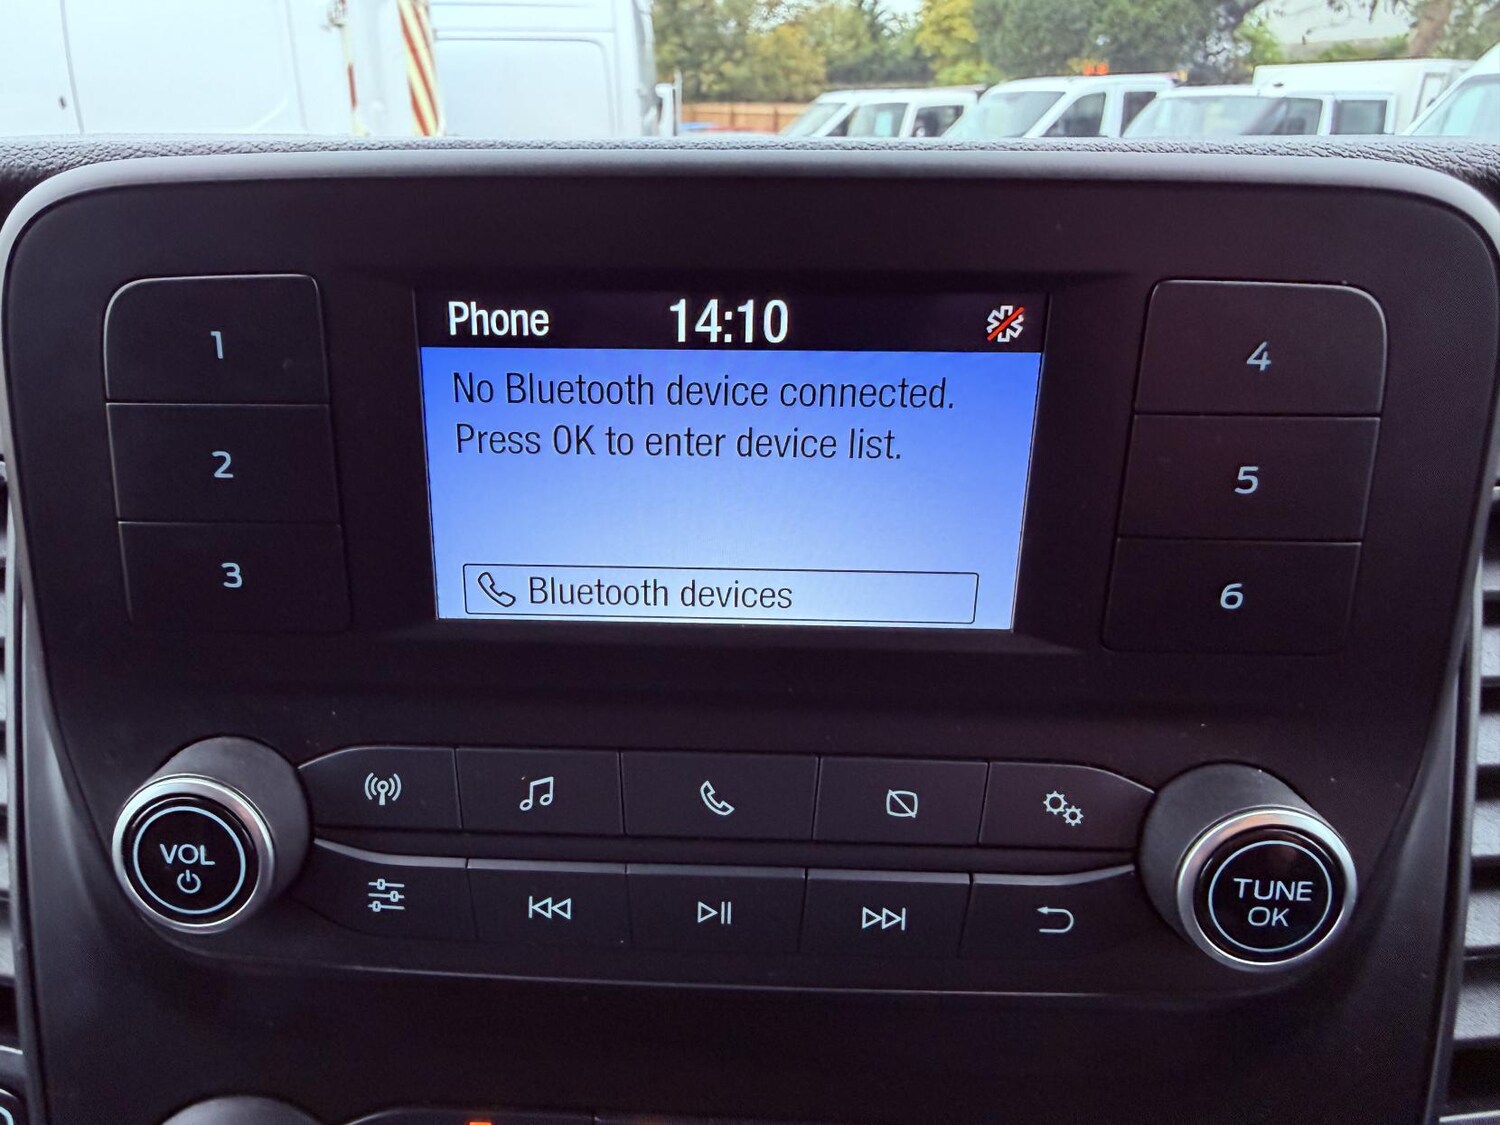 Phone 14:10
No Bluetooth device connected.
Press OK to enter device list.
Bluetooth devices
1
2
3
4
5
6
VOL
TUNE
OK